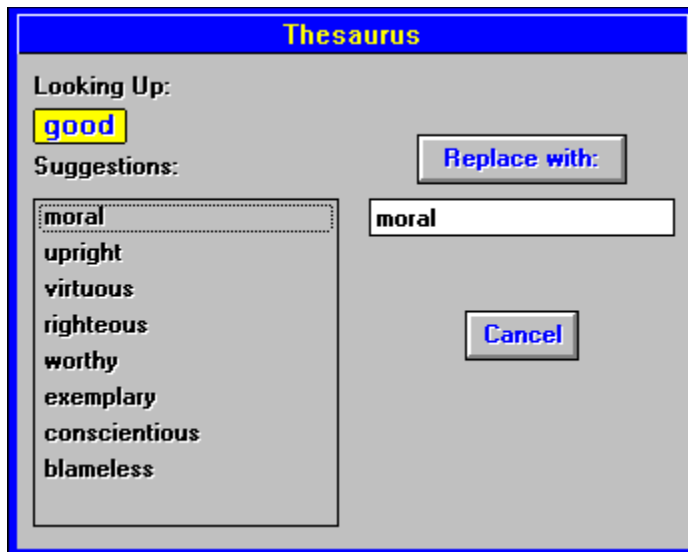 Thesaurus
Looking Up:
good
Suggestions:
moral
upright
virtuous
righteous
worthy
exemplary
conscientious
blameless
Replace with:
moral
Cancel